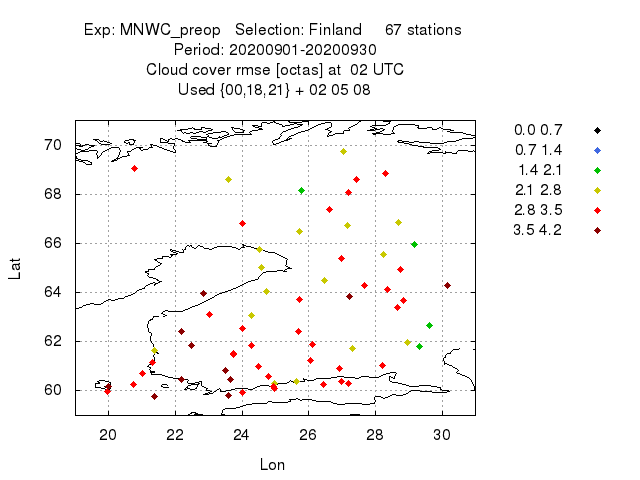 Exp: MNWC_preop Selection: Finland 67 stations
Period: 20200901-20200930
Cloud cover rmse [octas] at 02 UTC
Used {00,18,21} + 02 05 08
70
68
66
64
62
60
20 22 24 26 28 30
Lat
Lon
0.0 0.7
0.7 1.4
1.4 2.1
2.1 2.8
2.8 3.5
3.5 4.2